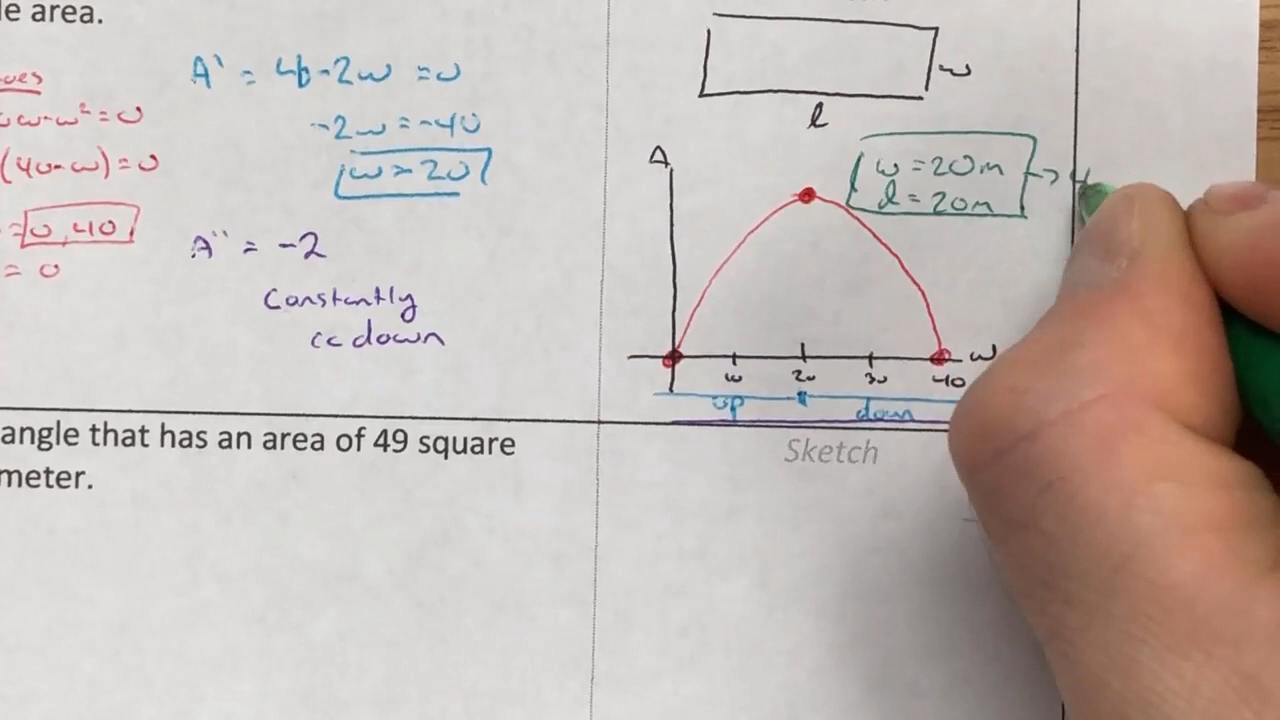 le area.
A' = 40-2w = 0
-2w = -40
w = 20
w-w² = 0
(40-w) = 0
= 0, 40
= 0
A'' = -2
Constantly
cc down
w
l
A
w = 20m
l = 20m
w
10 20 30 40
up down
angle that has an area of 49 square
meter.
Sketch